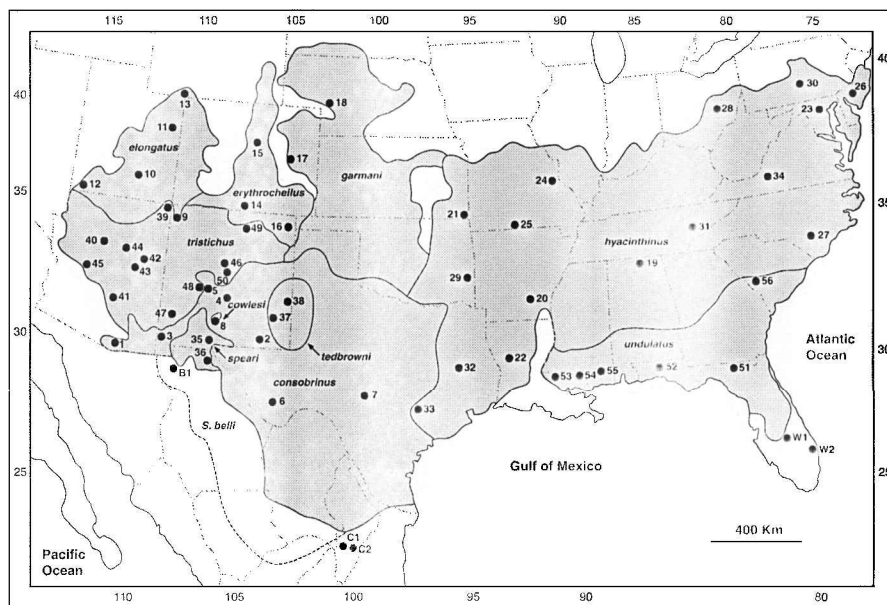 115 110 105 100 95 90 85 80 75
40 40
35 35
30 30
25 25
110 105 100 95 90 80
13
11
elongatus
10
12
39 9
15
erythrocheilus
14
49
16
17
18
garmani
40 44
42
43
45
41
47
tristichus
46
50
48 5
4
cowlesi
8
38
37
tedbrowni
1 3
35
36
speari
2
consobrinus
B1
6
7
S. belli
33
C1
C2
21
24
25
29
20
22
32
hyacinthinus
31
19
28
30
26
23
34
27
56
undulatus
53 54 55 52 51
W1
W2
Atlantic
Ocean
Gulf of Mexico
Pacific
Ocean
400 Km